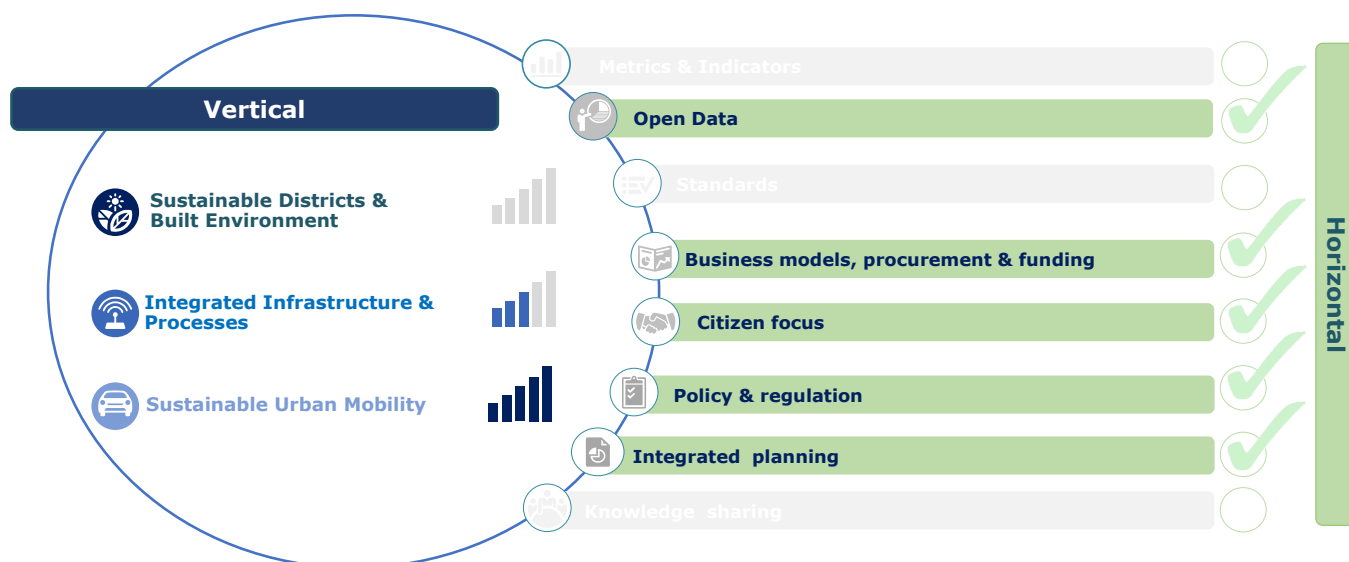 Vertical
Sustainable Districts &
Built Environment
Integrated Infrastructure &
Processes
Sustainable Urban Mobility
Metrics & Indicators
Open Data
Standards
Business models, procurement & funding
Citizen focus
Policy & regulation
Integrated planning
Knowledge sharing
Horizontal